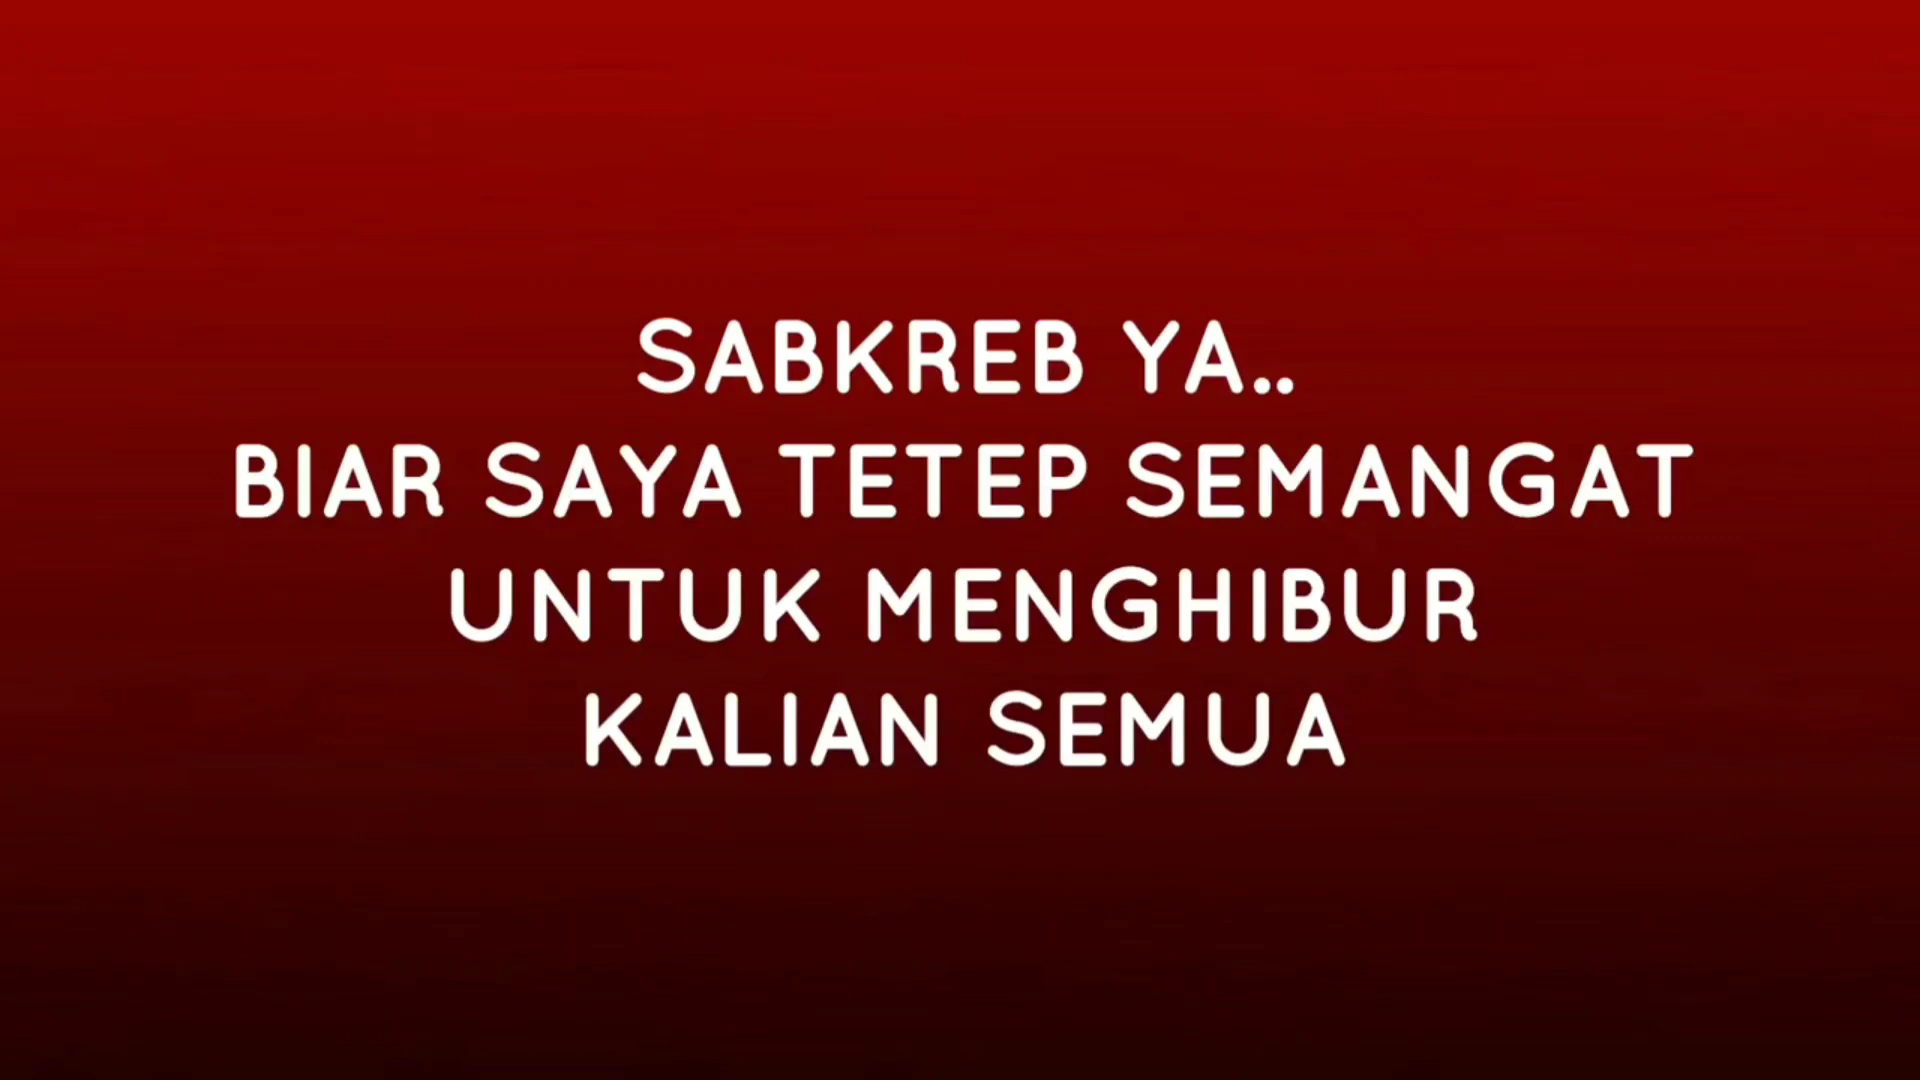 SABKREB YA..
BIAR SAYA TETEP SEMANGAT
UNTUK MENGHIBUR
KALIAN SEMUA